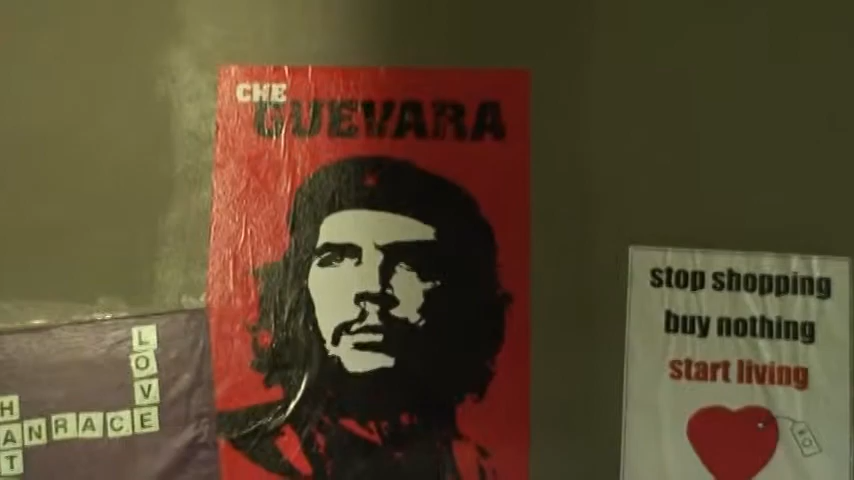 CHE
GUEVARA
stop shopping
buy nothing
start living
LOVE
HANRACE